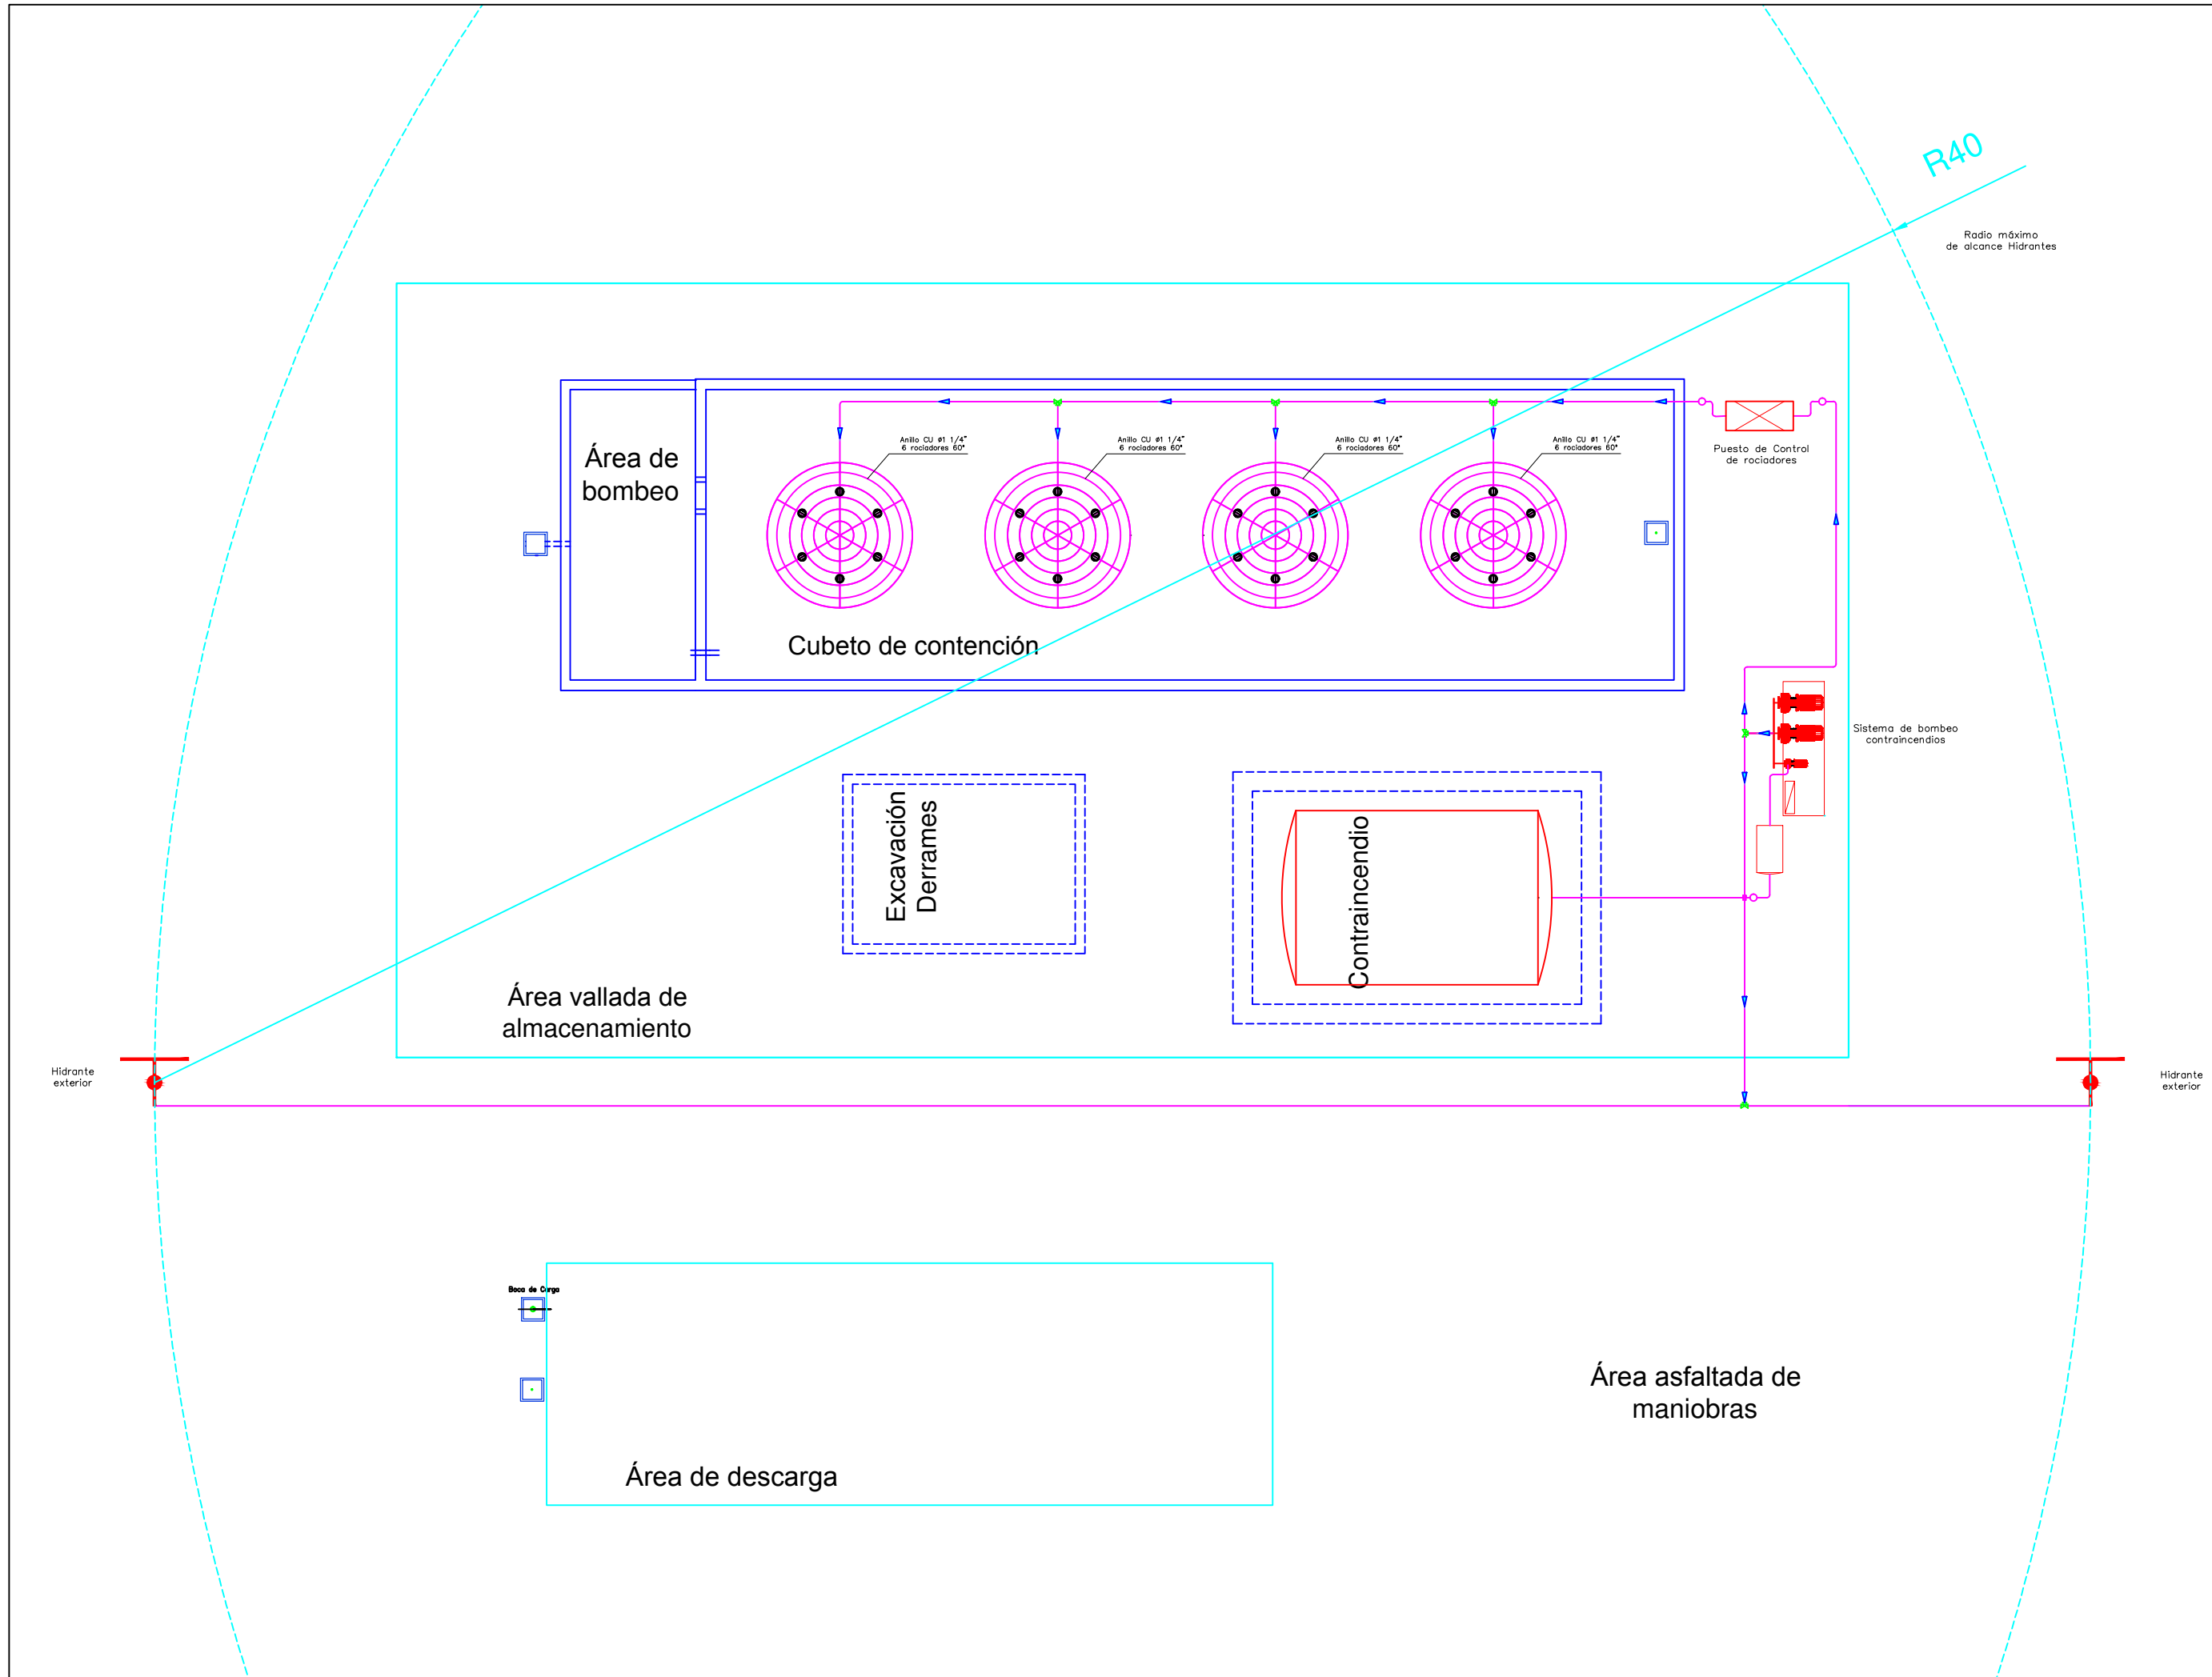 R40
Radio máximo
de alcance Hidrantes
Anillo CU ø1 1/4"
6 rociadores 60°
Anillo CU ø1 1/4"
6 rociadores 60°
Anillo CU ø1 1/4"
6 rociadores 60°
Anillo CU ø1 1/4"
6 rociadores 60°
Área de
bombeo
Puesto de Control
de rociadores
Cubeto de contención
Sistema de bombeo
contraincendios
Excavación
Derrames
Contraincendio
Área vallada de
almacenamiento
Hidrante
exterior
Hidrante
exterior
Boca de Carga
Área asfaltada de
maniobras
Área de descarga